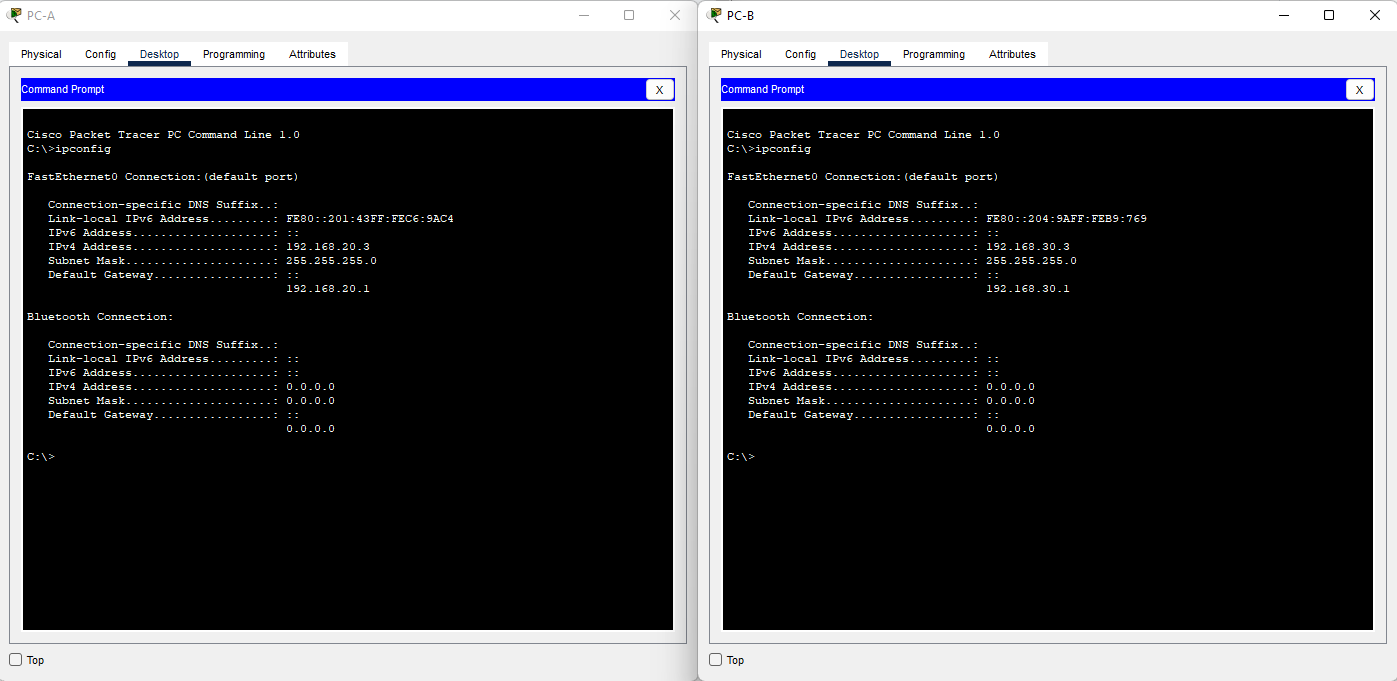 PC-A
Physical Config Desktop Programming Attributes
Command Prompt
X
Cisco Packet Tracer PC Command Line 1.0
C:\>ipconfig
FastEthernet0 Connection:(default port)
Connection-specific DNS Suffix..:
Link-local IPv6 Address.........: FE80::201:43FF:FEC6:9AC4
IPv6 Address....................: ::
IPv4 Address....................: 192.168.20.3
Subnet Mask.....................: 255.255.255.0
Default Gateway.................: ::
192.168.20.1
Bluetooth Connection:
Connection-specific DNS Suffix..:
Link-local IPv6 Address.........: ::
IPv6 Address....................: ::
IPv4 Address....................: 0.0.0.0
Subnet Mask.....................: 0.0.0.0
Default Gateway.................: ::
0.0.0.0
C:\>
Top
PC-B
Physical Config Desktop Programming Attributes
Command Prompt
X
Cisco Packet Tracer PC Command Line 1.0
C:\>ipconfig
FastEthernet0 Connection:(default port)
Connection-specific DNS Suffix..:
Link-local IPv6 Address.........: FE80::204:9AFF:FEB9:769
IPv6 Address....................: ::
IPv4 Address....................: 192.168.30.3
Subnet Mask.....................: 255.255.255.0
Default Gateway.................: ::
192.168.30.1
Bluetooth Connection:
Connection-specific DNS Suffix..:
Link-local IPv6 Address.........: ::
IPv6 Address....................: ::
IPv4 Address....................: 0.0.0.0
Subnet Mask.....................: 0.0.0.0
Default Gateway.................: ::
0.0.0.0
C:\>
Top